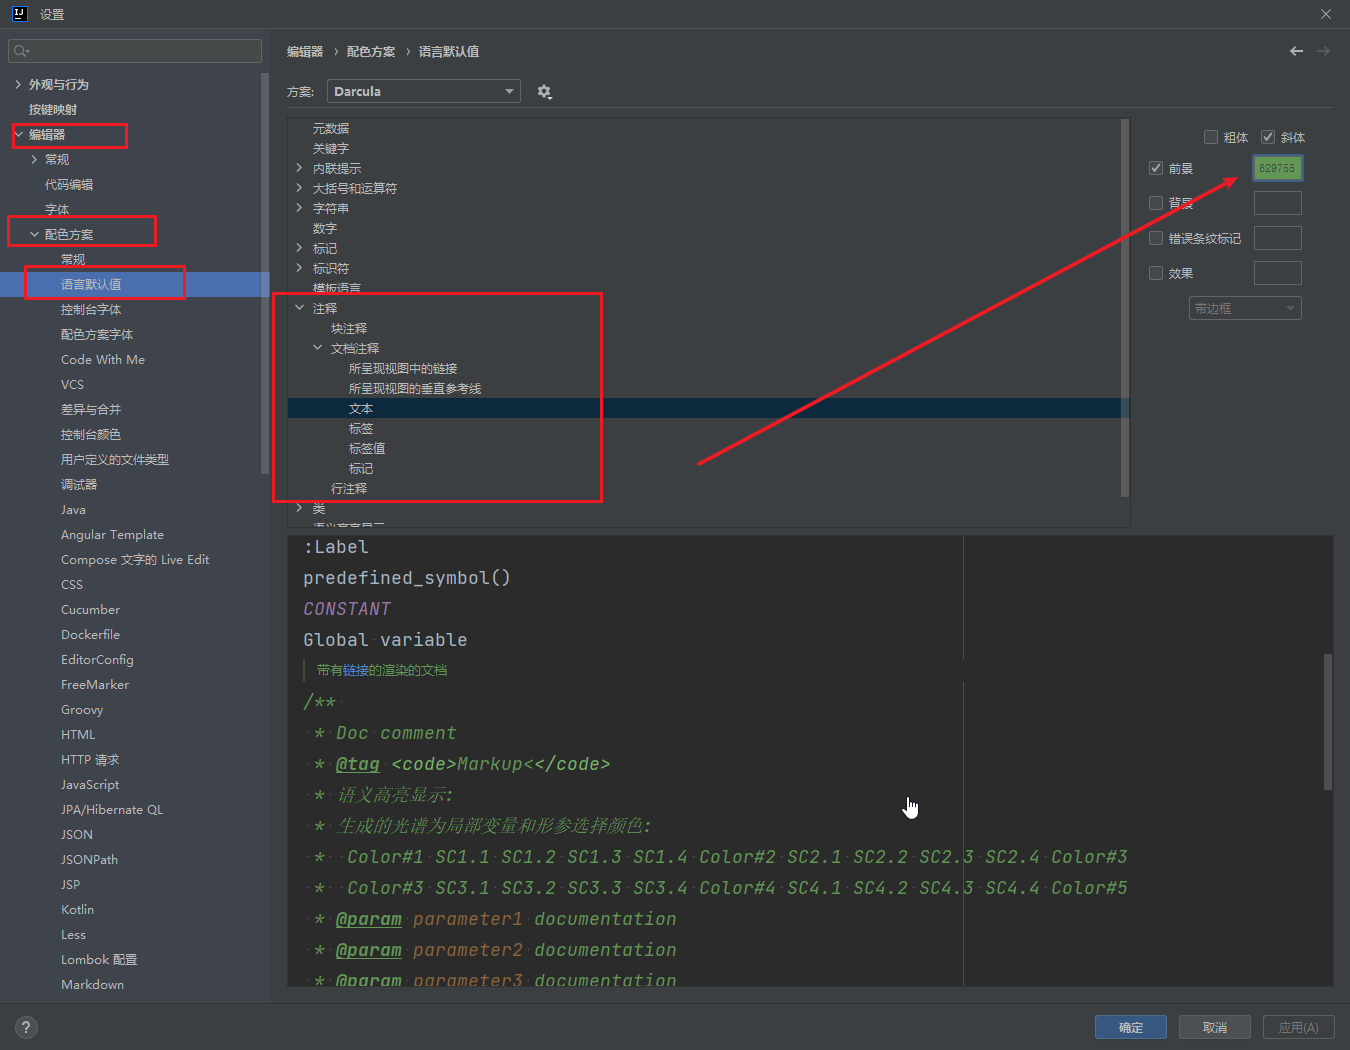 设置
外观与行为
按键映射
编辑器
常规
代码编辑
字体
配色方案
常规
语言默认值
控制台字体
配色方案字体
Code With Me
VCS
差异与合并
控制台颜色
用户定义的文件类型
调试器
Java
Angular Template
Compose 文字的 Live Edit
CSS
Cucumber
Dockerfile
EditorConfig
FreeMarker
Groovy
HTML
HTTP 请求
JavaScript
JPA/Hibernate QL
JSON
JSONPath
JSP
Kotlin
Less
Lombok 配置
Markdown
编辑器 › 配色方案 › 语言默认值
方案: Darcula
元数据
关键字
内联提示
大括号和运算符
字符串
数字
标记
标识符
模板语言
注释
块注释
文档注释
所呈现视图中的链接
所呈现视图的垂直参考线
文本
标签
标签值
标记
行注释
类
粗体 斜体
前景 629755
背景
错误条纹标记
效果
带边框
:Label
predefined_symbol()
CONSTANT
Global variable
带有链接的渲染的文档
/**
* Doc comment
* @tag <code>Markup<</code>
* 语义高亮显示:
* 生成的光谱为局部变量和形参选择颜色:
* Color#1 SC1.1 SC1.2 SC1.3 SC1.4 Color#2 SC2.1 SC2.2 SC2.3 SC2.4 Color#3
* Color#3 SC3.1 SC3.2 SC3.3 SC3.4 Color#4 SC4.1 SC4.2 SC4.3 SC4.4 Color#5
* @param parameter1 documentation
* @param parameter2 documentation
* @param parameter3 documentation
?
确定 取消 应用(A)